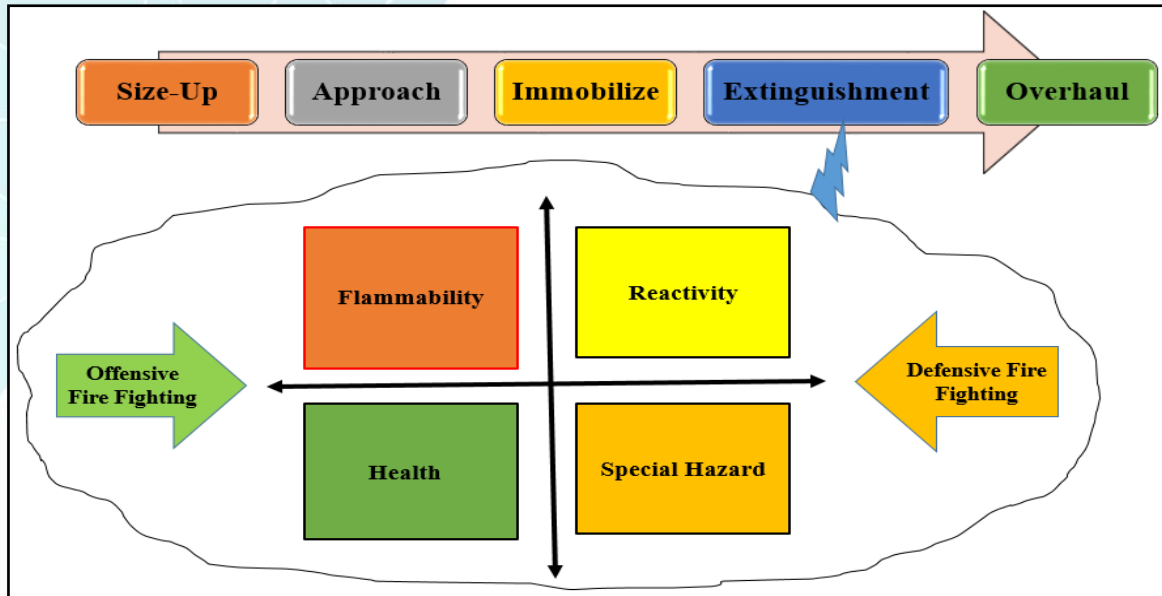 Size-Up
Approach
Immobilize
Extinguishment
Overhaul
Flammability
Reactivity
Offensive
Fire Fighting
Defensive Fire
Fighting
Health
Special Hazard